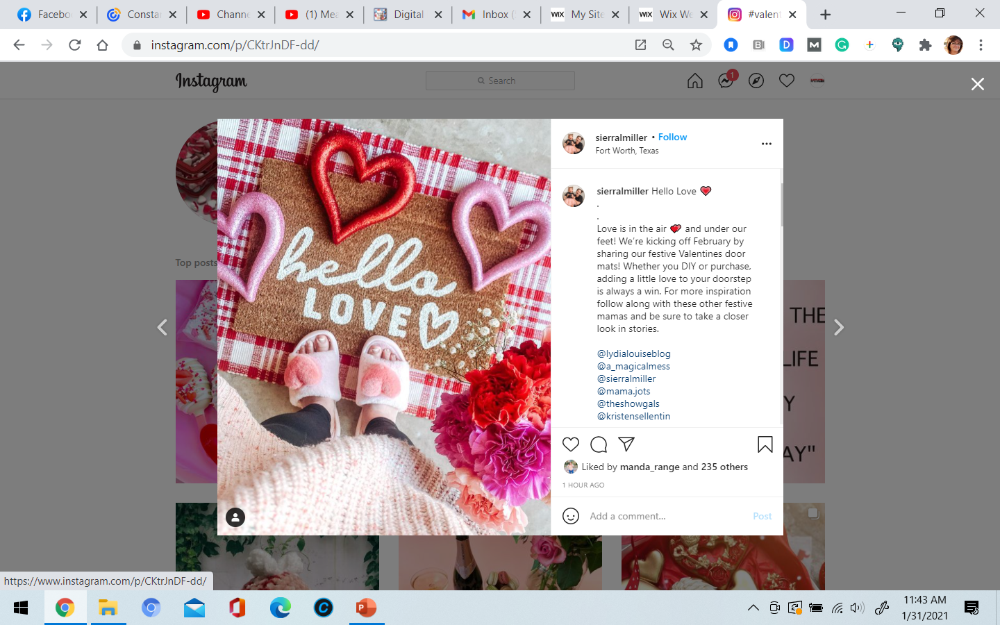 Facebo
Constan
Channe
(1) Mea
Digital
Inbox (
WIX My Site
WIX Wix We
#valent
instagram.com/p/CKtrJnDF-dd/
Instagram
Search
1
sierralmiller • Follow
Fort Worth, Texas
sierralmiller Hello Love
.
.
Love is in the air and under our
feet! We're kicking off February by
sharing our festive Valentines door
mats! Whether you DIY or purchase,
adding a little love to your doorstep
is always a win. For more inspiration
follow along with these other festive
mamas and be sure to take a closer
look in stories.
@lydialouiseblog
@a_magicalmess
@sierralmiller
@mama.jots
@theshowgals
@kristensellentin
Liked by manda_range and 235 others
1 HOUR AGO
Add a comment...
Post
hello
LOVE
Top posts
THE
LIFE
Y
AY"
https://www.instagram.com/p/CKtrJnDF-dd/
11:43 AM
1/31/2021